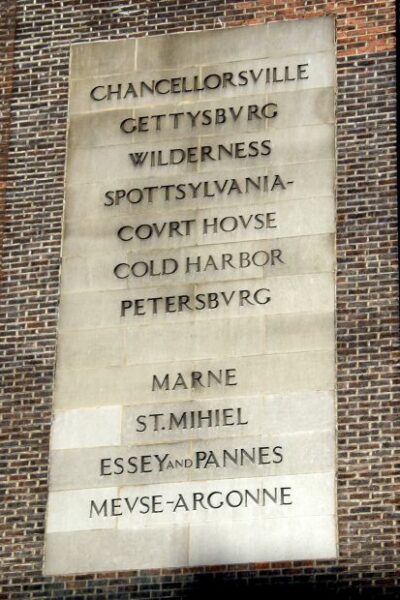 CHANCELLORSVILLE
GETTYSBVRG
WILDERNESS
SPOTTSYLVANIA-
COVRT HOVSE
COLD HARBOR
PETERSBVRG
MARNE
ST. MIHIEL
ESSEY AND PANNES
MEVSE-ARGONNE